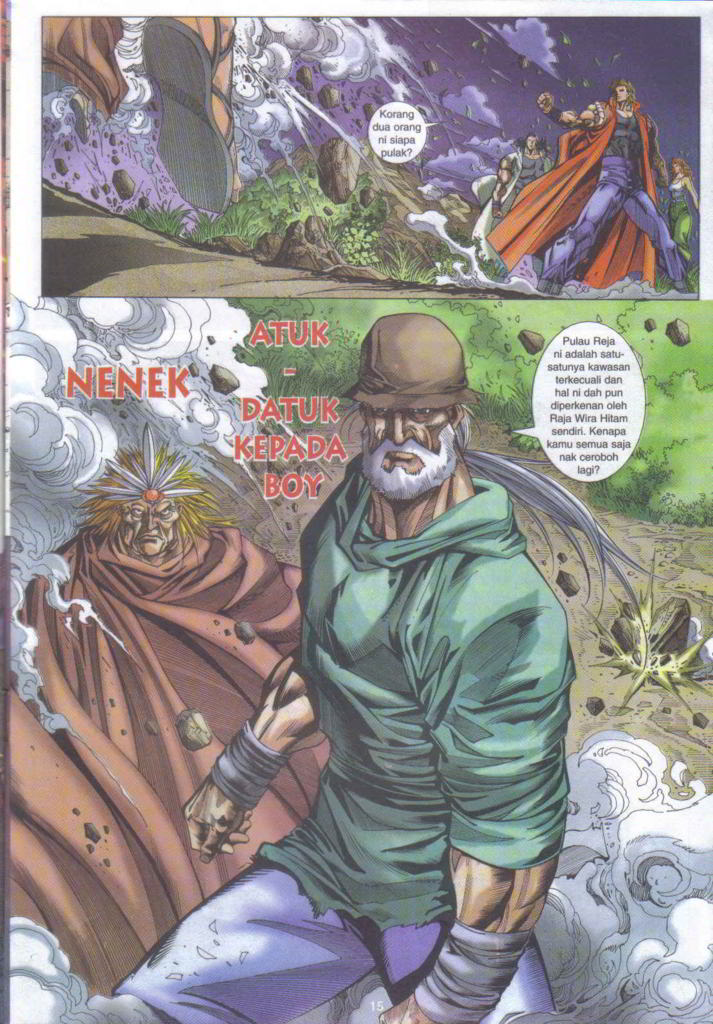 Korang
dua orang
ni siapa
pulak?
NENEK
ATUK
-
DATUK
KEPADA
BOY
Pulau Reja
ni adalah satu-
satunya kawasan
terkecuali dan
hal ni dah pun
diperkenan oleh
Raja Wira Hitam
sendiri. Kenapa
kamu semua saja
nak ceroboh
lagi?
15